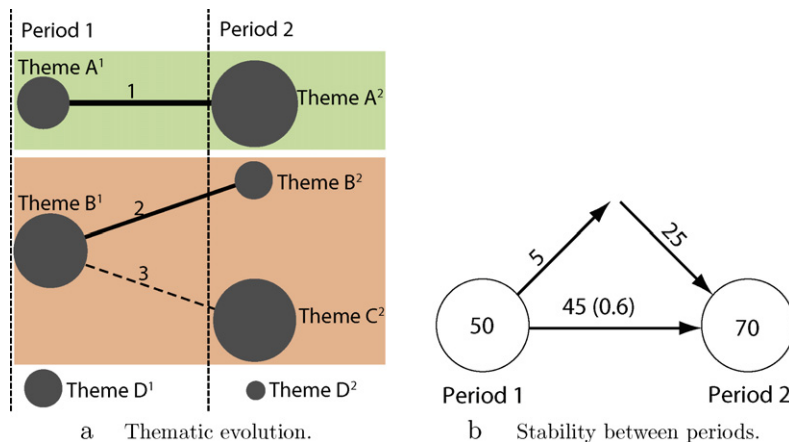 Period 1
Period 2
Theme A¹
1
Theme A²
Theme B¹
2
Theme B²
3
Theme C²
Theme D¹
Theme D²
a Thematic evolution.
5
25
50
45 (0.6)
70
Period 1
Period 2
b Stability between periods.